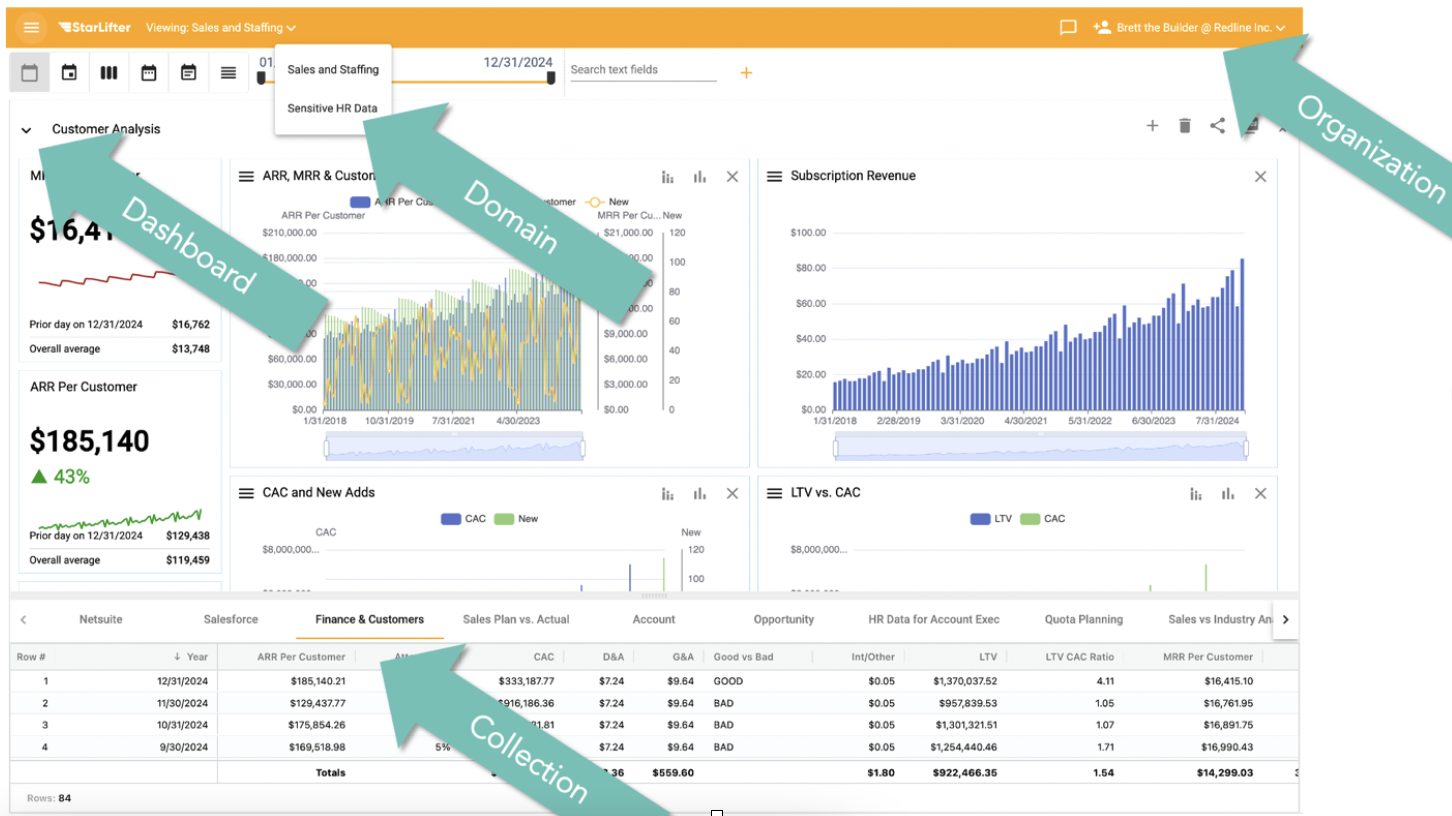 StarLifter Viewing: Sales and Staffing Brett the Builder @ Redline Inc.
01 12/31/2024 Search text fields
Sales and Staffing
Sensitive HR Data
Organization
Customer Analysis
Domain
Dashboard
$16,41
Prior day on 12/31/2024 $16,762
Overall average $13,748
ARR Per Customer
$185,140
43%
Prior day on 12/31/2024 $129,438
Overall average $119,459
ARR, MRR & Custom
New
ARR Per Customer MRR Per Cu... New
$210,000.00 $21,000.00 120
$180,000.00 100
80
60
$9,000.00
$60,000.00 $6,000.00 40
$30,000.00 $3,000.00 20
$0.00 $0.00 0
1/31/2018 10/31/2019 7/31/2021 4/30/2023
Subscription Revenue
$100.00
$80.00
$60.00
$40.00
$20.00
$0.00
1/31/2018 2/28/2019 3/31/2020 4/30/2021 5/31/2022 6/30/2023 7/31/2024
CAC and New Adds
CAC New
CAC New
$8,000,000... 120
100
LTV vs. CAC
LTV CAC
$8,000,000...
Netsuite Salesforce Finance & Customers Sales Plan vs. Actual Account Opportunity HR Data for Account Exec Quota Planning Sales vs Industry An
Row # Year ARR Per Customer CAC D&A G&A Good vs Bad Int/Other LTV LTV CAC Ratio MRR Per Customer
1 12/31/2024 $185,140.21 $333,187.77 $7.24 $9.64 GOOD $0.05 $1,370,037.52 4.11 $16,415.10
2 11/30/2024 $129,437.77 $916,186.36 $7.24 $9.64 BAD $0.05 $957,839.53 1.05 $16,761.95
3 10/31/2024 $175,854.26 $7.24 $9.64 BAD $0.05 $1,301,321.51 1.07 $16,891.75
4 9/30/2024 $169,518.98 5% $7.24 $9.64 BAD $0.05 $1,254,440.46 1.71 $16,990.43
Totals $559.60 $1.80 $922,466.35 1.54 $14,299.03
Collection
Rows: 84